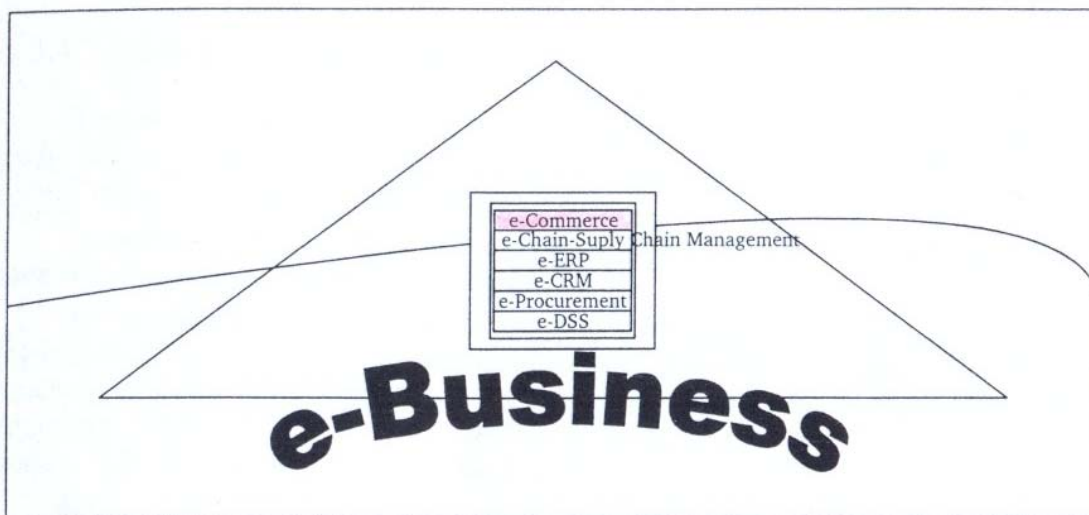 e-Commerce
e-Chain-Suply Chain Management
e-ERP
e-CRM
e-Procurement
e-DSS
e-Business